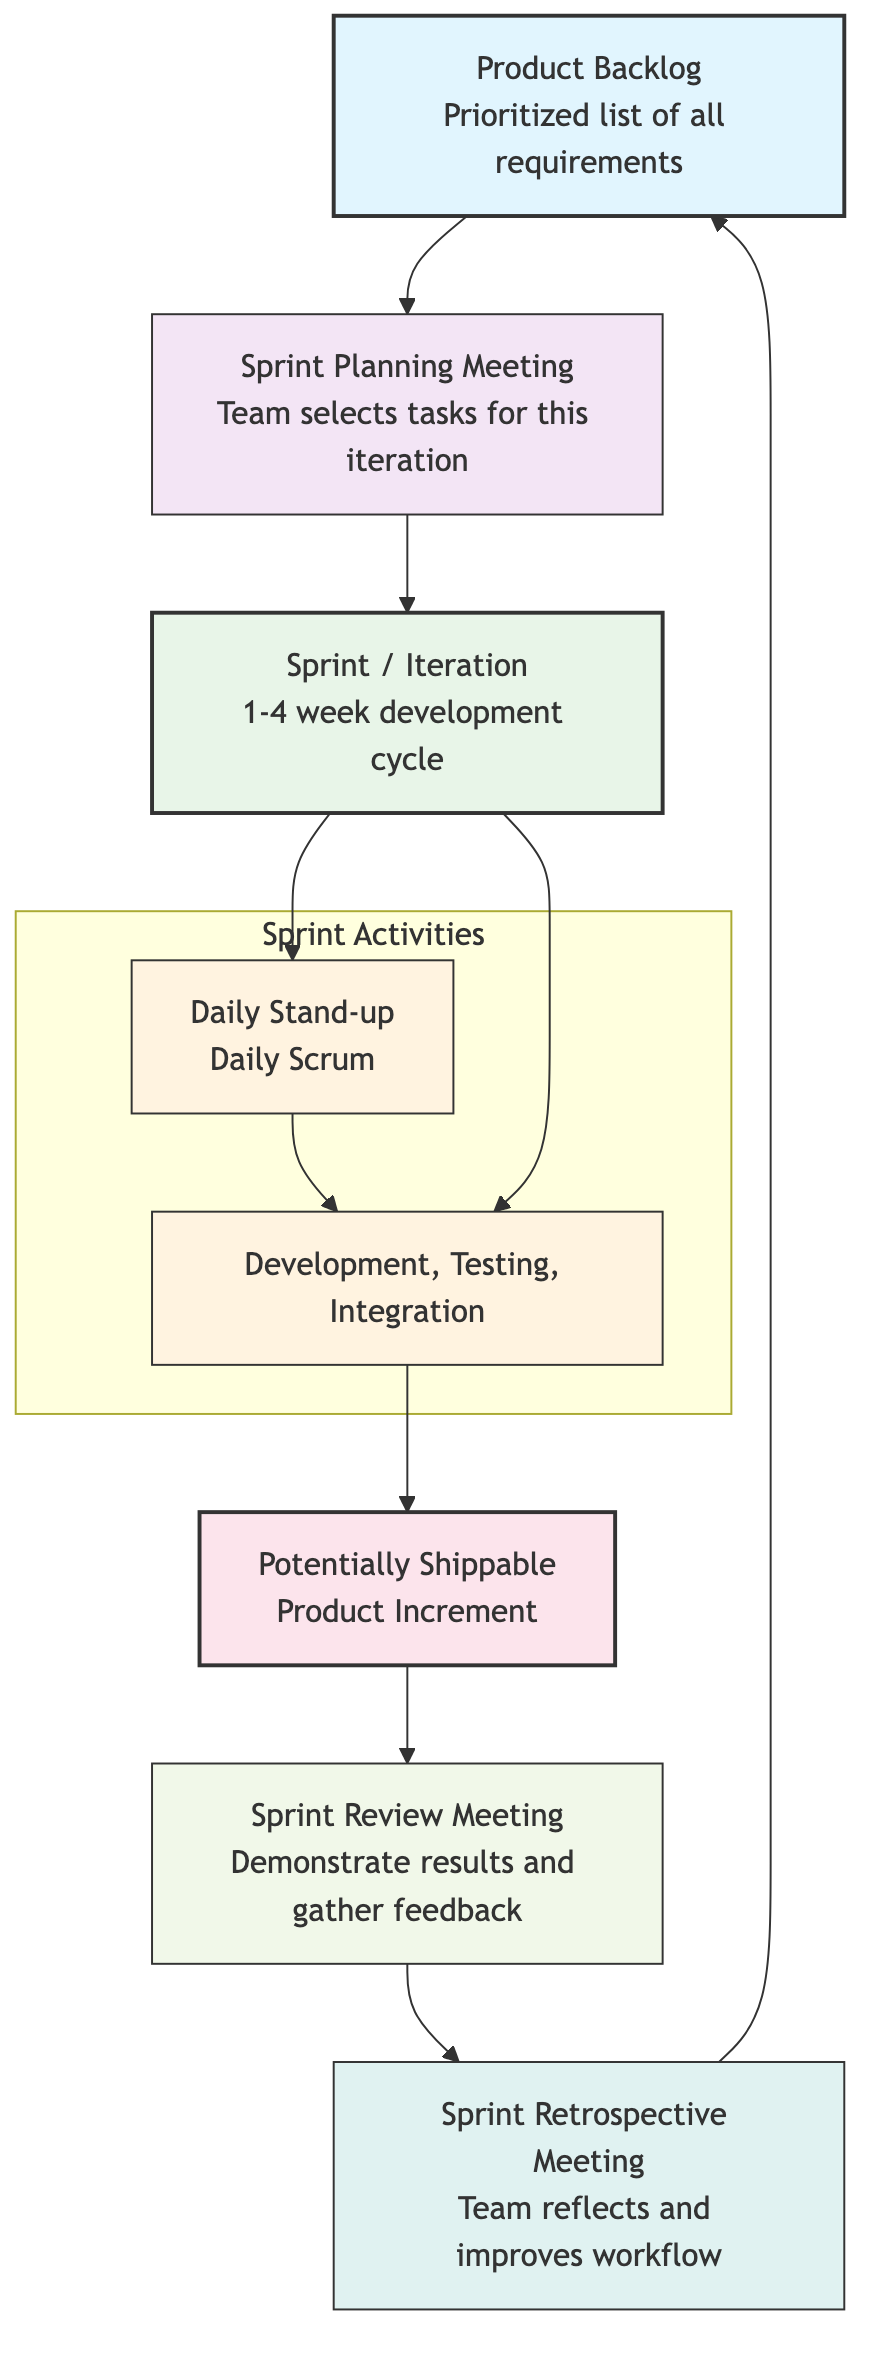 Product Backlog
Prioritized list of all
requirements
Sprint Planning Meeting
Team selects tasks for this
iteration
Sprint / Iteration
1-4 week development
cycle
Sprint Activities
Daily Stand-up
Daily Scrum
Development, Testing,
Integration
Potentially Shippable
Product Increment
Sprint Review Meeting
Demonstrate results and
gather feedback
Sprint Retrospective
Meeting
Team reflects and
improves workflow